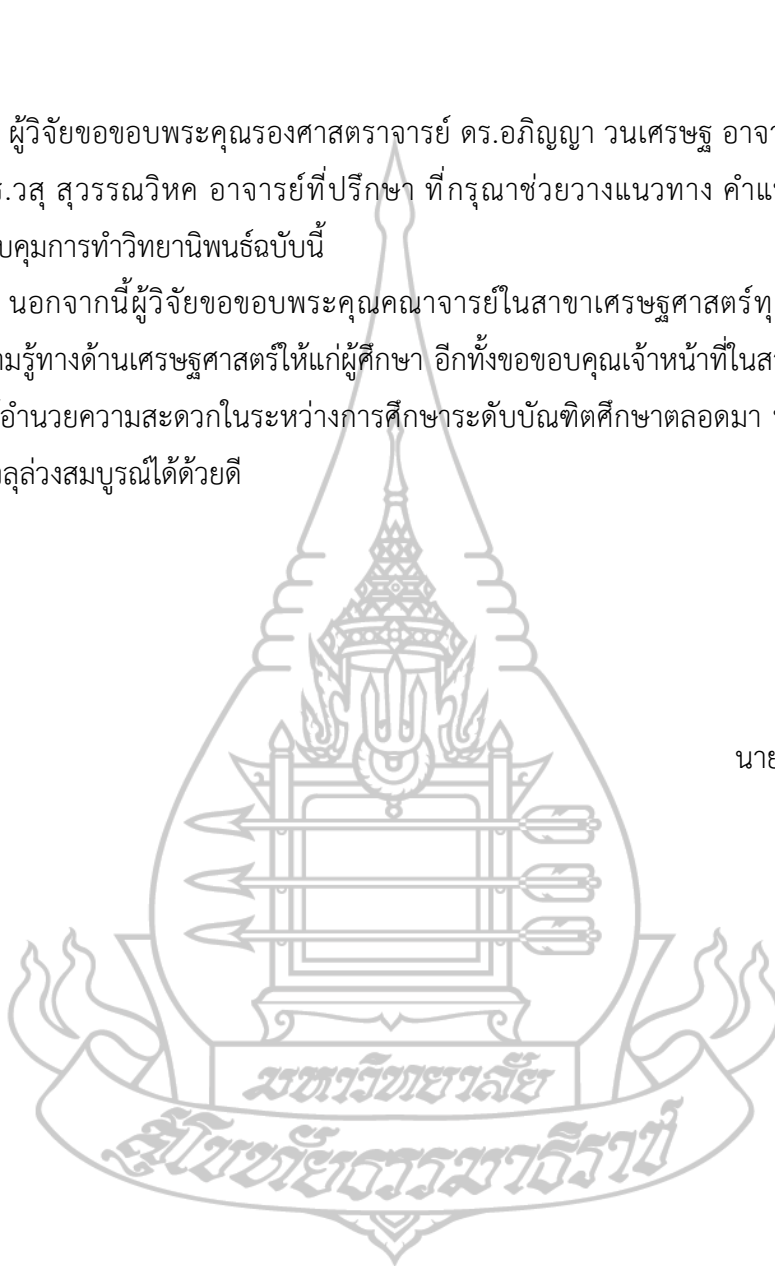 ผู้วิจัยขอขอบพระคุณรองศาสตราจารย์ ดร.อภิญญา วนเศรษฐ
ร.วสุ สุวรรณวิหค อาจารย์ที่ปรึกษา ที่กรุณาช่วยวางแนวทาง
บคุมการทำวิทยานิพนธ์ฉบับนี้
นอกจากนี้ผู้วิจัยขอขอบพระคุณคณาจารย์ในสาขาเศรษฐศาสตร์ทุ
ามรู้ทางด้านเศรษฐศาสตร์ให้แก่ผู้ศึกษา อีกทั้งขอขอบคุณเจ้าหน้าที่ใน
อำนวยความสะดวกในระหว่างการศึกษาระดับบัณฑิตศึกษาตลอดมา
ลุล่วงสมบูรณ์ได้ด้วยดี
นาย
มหาวิทยาลัย
สุโขทัยธรรมาธิราช